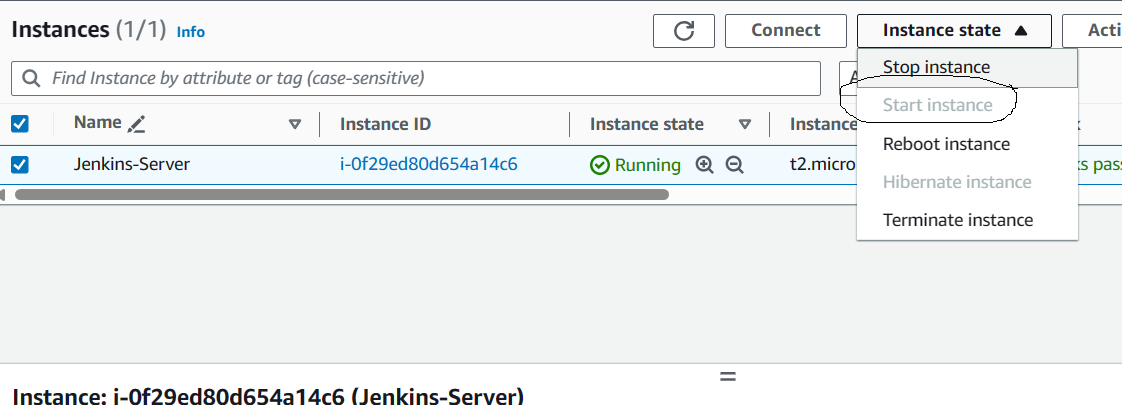 Instances (1/1) Info
Connect
Instance state
Acti
Find Instance by attribute or tag (case-sensitive)
A
Stop instance
Start instance
Reboot instance
Hibernate instance
Terminate instance
Name
Instance ID
Instance state
Instance
k
Jenkins-Server
i-0f29ed80d654a14c6
Running
t2.micro
ks pass
Instance: i-0f29ed80d654a14c6 (Jenkins-Server)